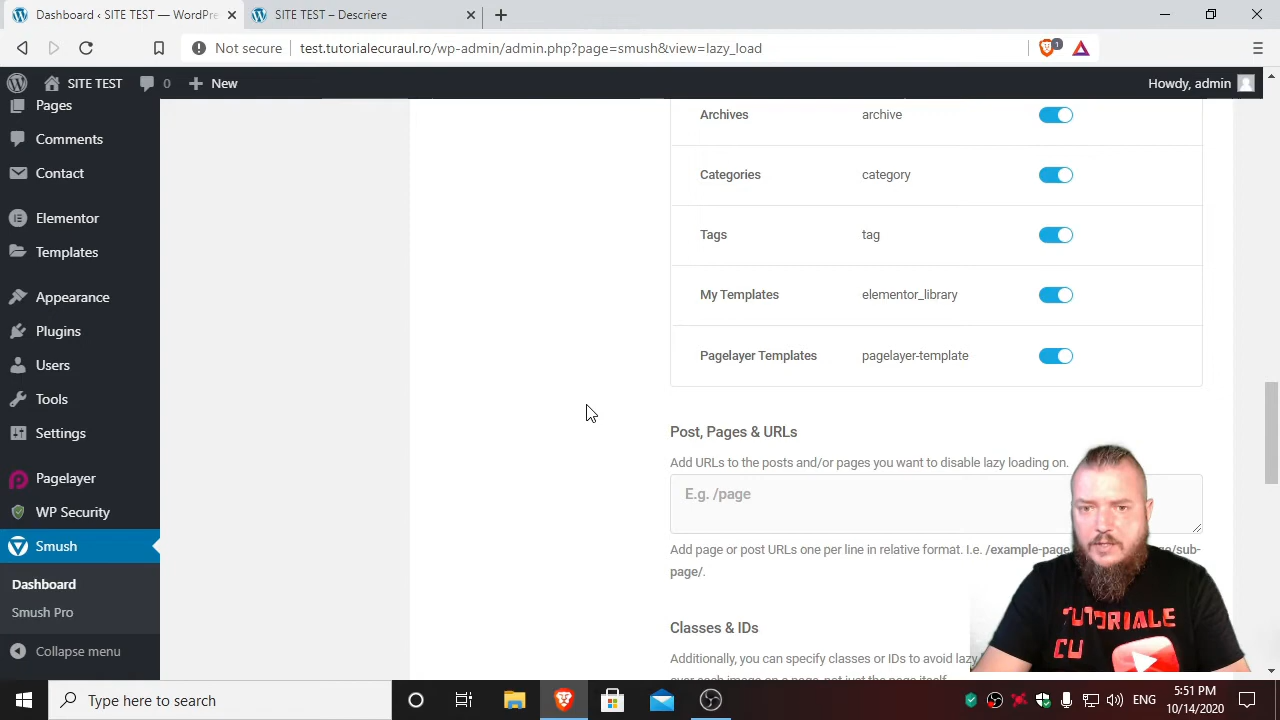 Dashboard ‹ SITE TEST — WordPre
SITE TEST – Descriere
Not secure
test.tutorialecuraul.ro/wp-admin/admin.php?page=smush&view=lazy_load
1
SITE TEST
0
New
Howdy, admin
Pages
Comments
Contact
Elementor
Templates
Appearance
Plugins
Users
Tools
Settings
Pagelayer
WP Security
Smush
Dashboard
Smush Pro
Collapse menu
Archives archive
Categories category
Tags tag
My Templates elementor_library
Pagelayer Templates pagelayer-template
Post, Pages & URLs
Add URLs to the posts and/or pages you want to disable lazy loading on.
E.g. /page
Add page or post URLs one per line in relative format. I.e. /example-page
page/.
Classes & IDs
Additionally, you can specify classes or IDs to avoid lazy
TUTORIALE
CU
Type here to search
ENG
5:51 PM
10/14/2020